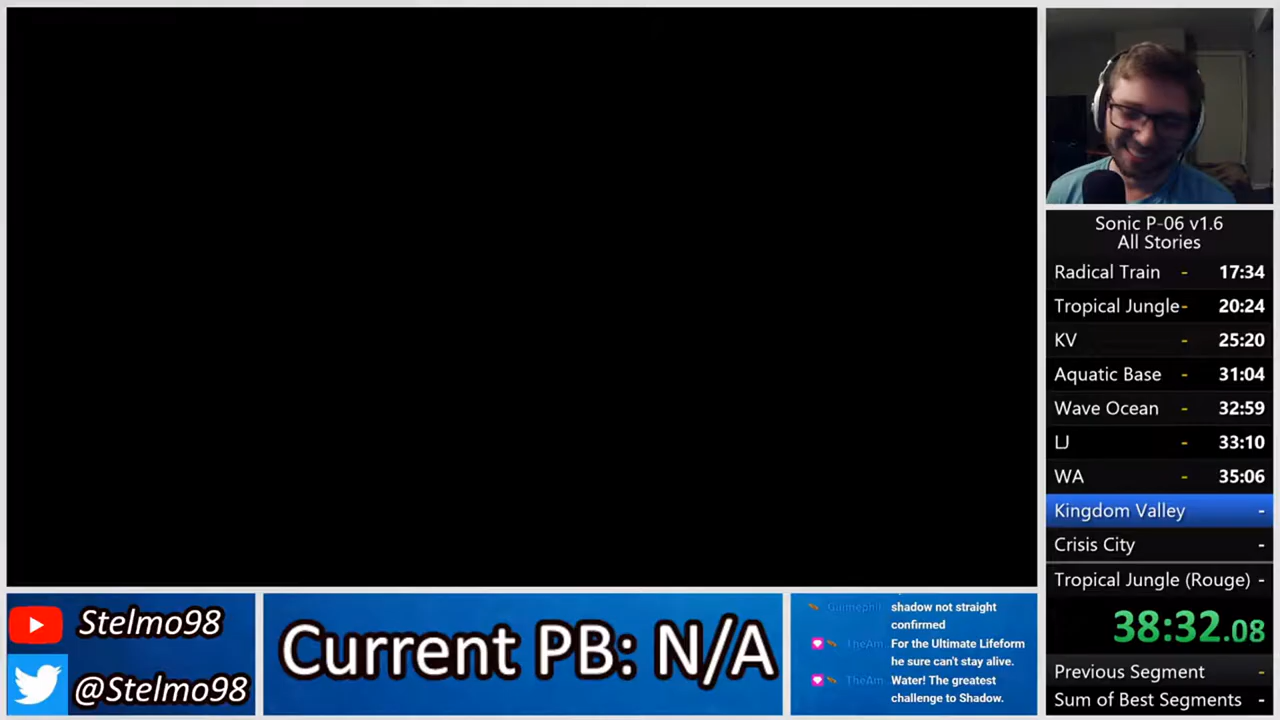 Sonic P-06 v1.6
All Stories
Radical Train - 17:34
Tropical Jungle - 20:24
KV - 25:20
Aquatic Base - 31:04
Wave Ocean - 32:59
LJ - 33:10
WA - 35:06
Kingdom Valley -
Crisis City -
Tropical Jungle (Rouge) -
38:32.08
Previous Segment -
Sum of Best Segments -
Stelmo98
@Stelmo98
Current PB: N/A
shadow not straight
confirmed
TheAm For the Ultimate Lifeform
he sure can't stay alive.
TheAm Water! The greatest
challenge to Shadow.